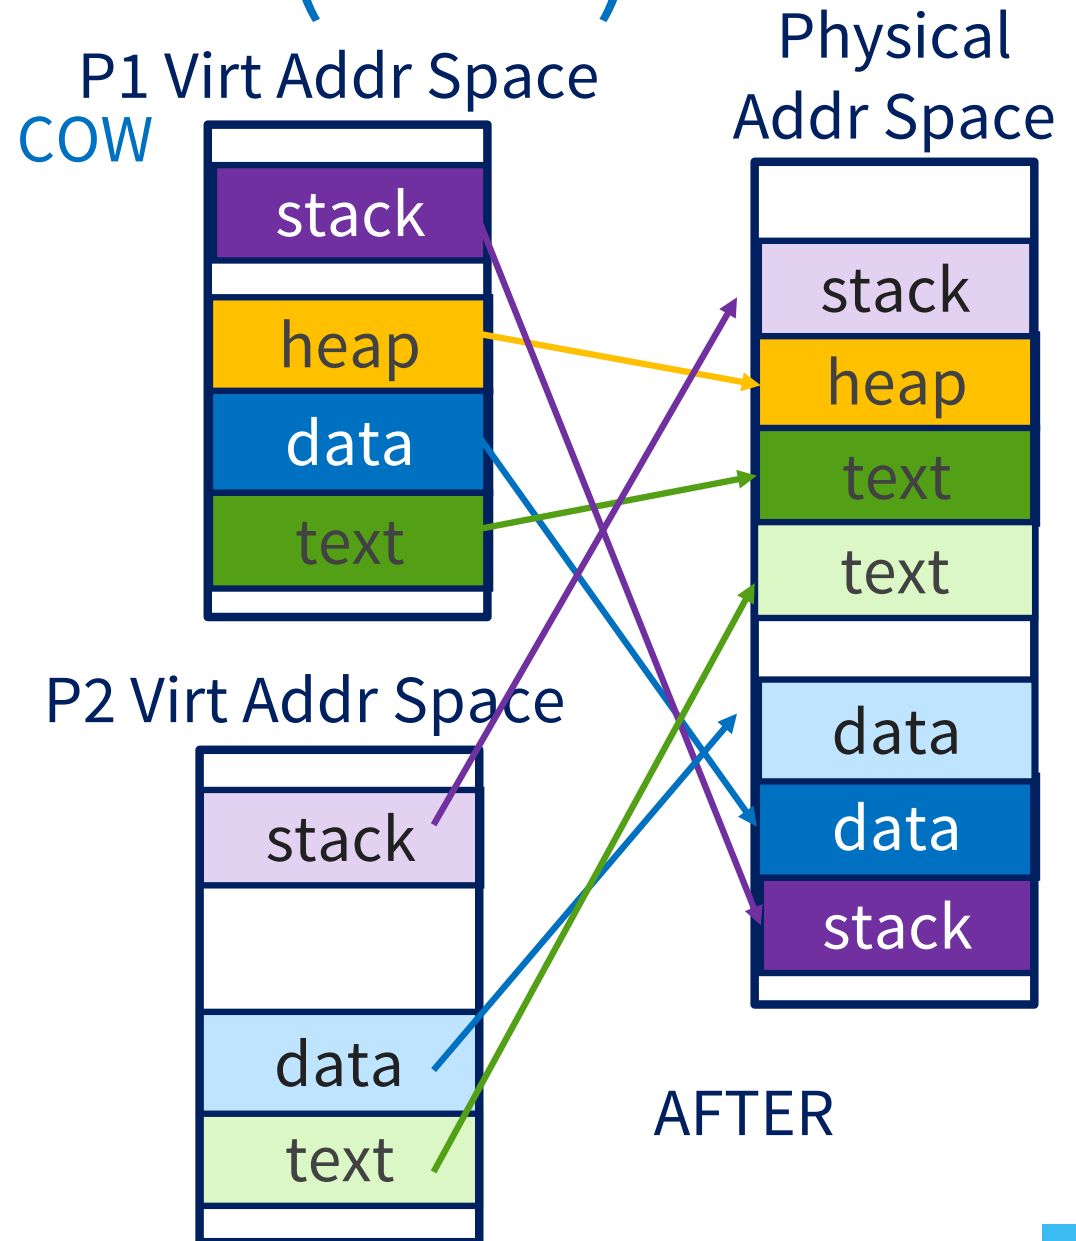 ( )
P1 Virt Addr Space
COW
stack
heap
data
text
P2 Virt Addr Space
stack
data
text
Physical
Addr Space
stack
heap
text
text
data
data
stack
AFTER